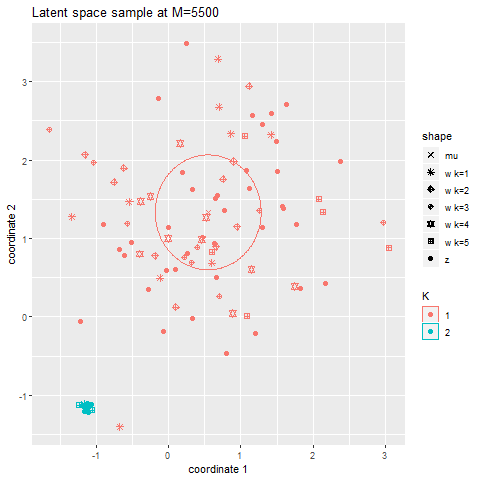 Latent space sample at M=5500
3
2
1
0
-1
coordinate 2
-1
0
1
2
3
coordinate 1
shape
mu
w k=1
w k=2
w k=3
w k=4
w k=5
z
K
1
2